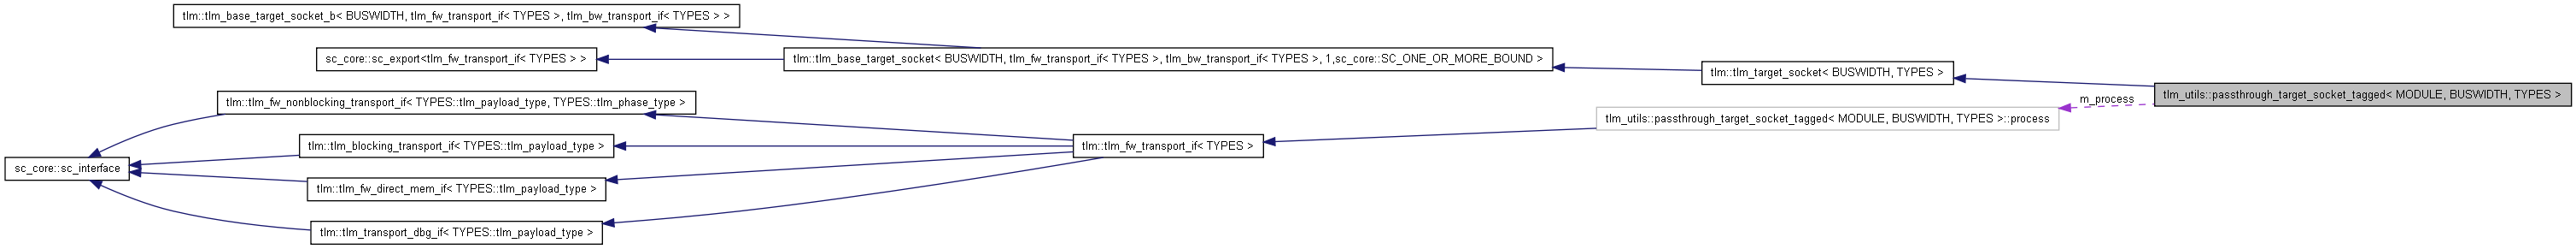 tlm::tlm_base_target_socket_b< BUSWIDTH, tlm_fw_transport_if< TYPES >, tlm_bw_transport_if< TYPES > >
sc_core::sc_export<tlm_fw_transport_if< TYPES > >
tlm::tlm_base_target_socket< BUSWIDTH, tlm_fw_transport_if< TYPES >, tlm_bw_transport_if< TYPES >, 1,sc_core::SC_ONE_OR_MORE_BOUND >
tlm::tlm_target_socket< BUSWIDTH, TYPES >
tlm_utils::passthrough_target_socket_tagged< MODULE, BUSWIDTH, TYPES >
m_process
tlm::tlm_fw_nonblocking_transport_if< TYPES::tlm_payload_type, TYPES::tlm_phase_type >
tlm_utils::passthrough_target_socket_tagged< MODULE, BUSWIDTH, TYPES >::process
tlm::tlm_blocking_transport_if< TYPES::tlm_payload_type >
tlm::tlm_fw_transport_if< TYPES >
sc_core::sc_interface
tlm::tlm_fw_direct_mem_if< TYPES::tlm_payload_type >
tlm::tlm_transport_dbg_if< TYPES::tlm_payload_type >